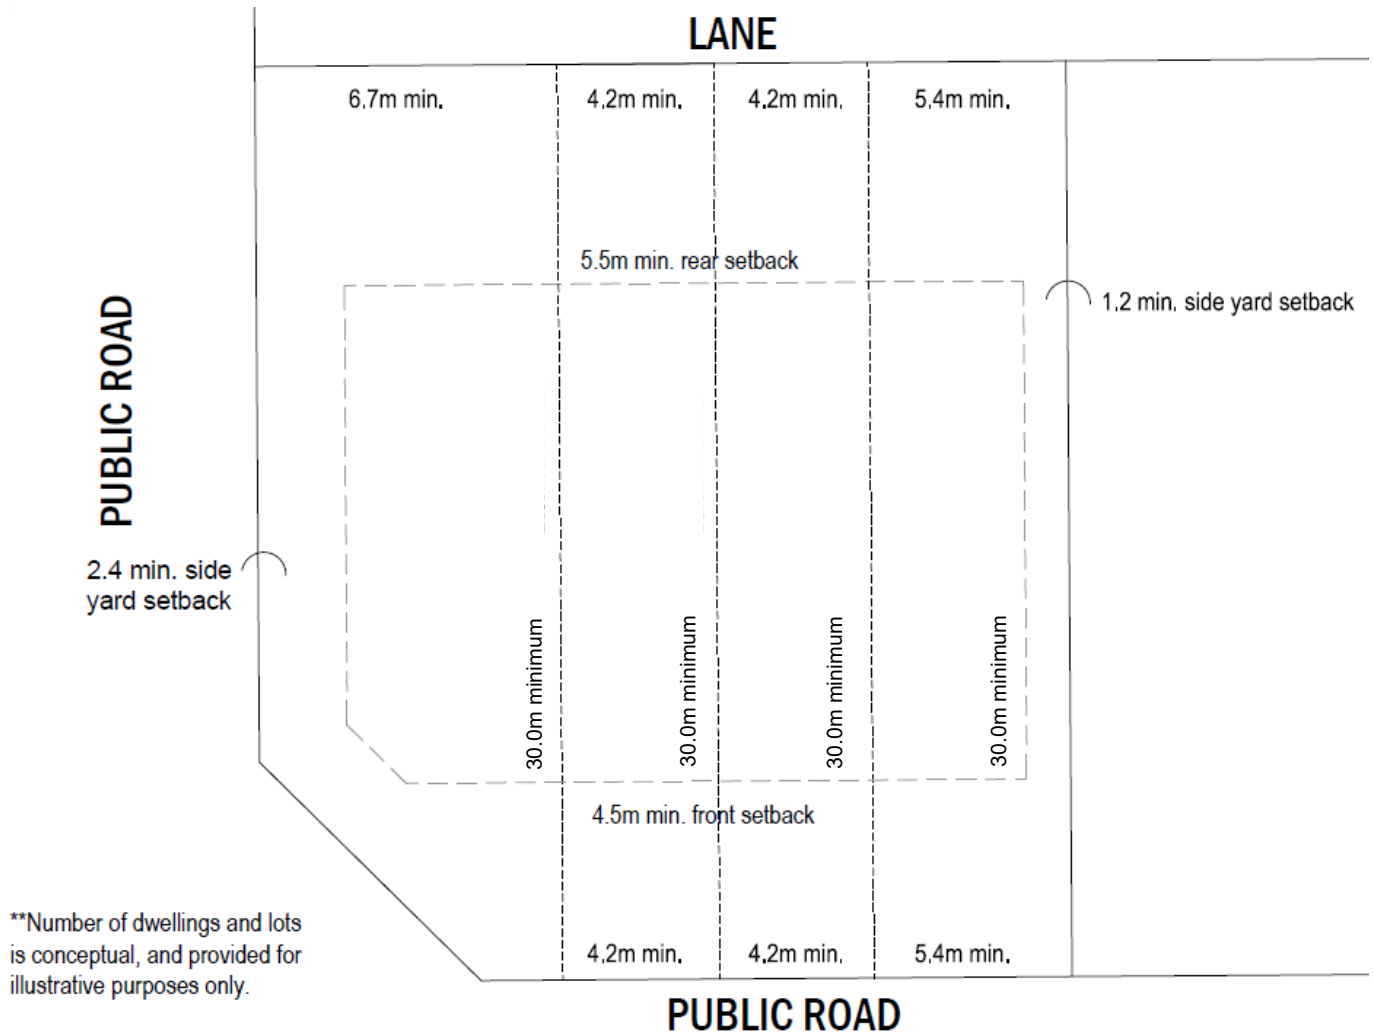 LANE
6.7m min.
4.2m min.
4.2m min.
5.4m min.
5.5m min. rear setback
1.2 min. side yard setback
PUBLIC ROAD
2.4 min. side
yard setback
30.0m minimum
30.0m minimum
30.0m minimum
30.0m minimum
4.5m min. front setback
**Number of dwellings and lots
is conceptual, and provided for
illustrative purposes only.
4.2m min.
4.2m min.
5.4m min.
PUBLIC ROAD